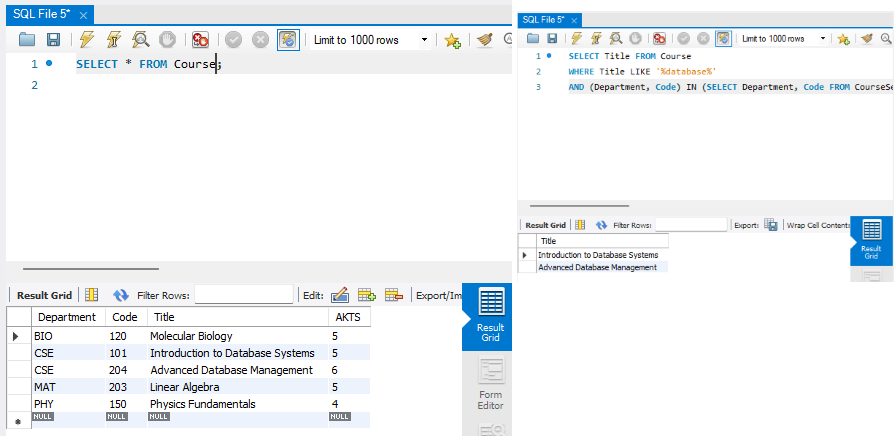 SQL File 5*
Limit to 1000 rows
1 SELECT * FROM Course;
2
Result Grid Filter Rows: Edit: Export/Im
Department Code Title AKTS
BIO 120 Molecular Biology 5
CSE 101 Introduction to Database Systems 5
CSE 204 Advanced Database Management 6
MAT 203 Linear Algebra 5
PHY 150 Physics Fundamentals 4
NULL NULL NULL NULL
Result
Grid
Form
Editor
SQL File 5*
Limit to 1000 rows
1 SELECT Title FROM Course
2 WHERE Title LIKE '%database%'
3 AND (Department, Code) IN (SELECT Department, Code FROM CourseSe
Result Grid Filter Rows: Export: Wrap Cell Content:
Title
Introduction to Database Systems
Advanced Database Management
Result
Grid